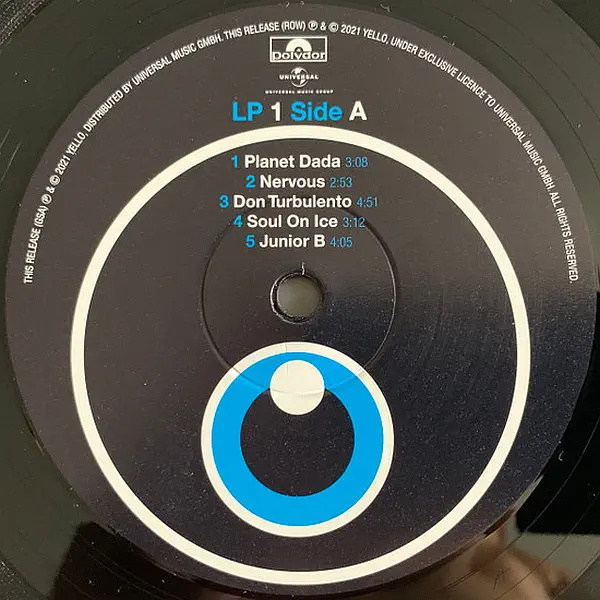 THIS RELEASE (GSA) ℗ & © 2021 YELLO, DISTRIBUTED BY UNIVERSAL MUSIC GMBH. THIS RELEASE (ROW) ℗ & © 2021 YELLO, UNDER EXCLUSIVE LICENCE TO UNIVERSAL MUSIC GMBH. ALL RIGHTS RESERVED.
Polydor
UNIVERSAL
UNIVERSAL MUSIC GROUP
LP 1 Side A
1 Planet Dada 3:08
2 Nervous 2:53
3 Don Turbulento 4:51
4 Soul On Ice 3:12
5 Junior B 4:05